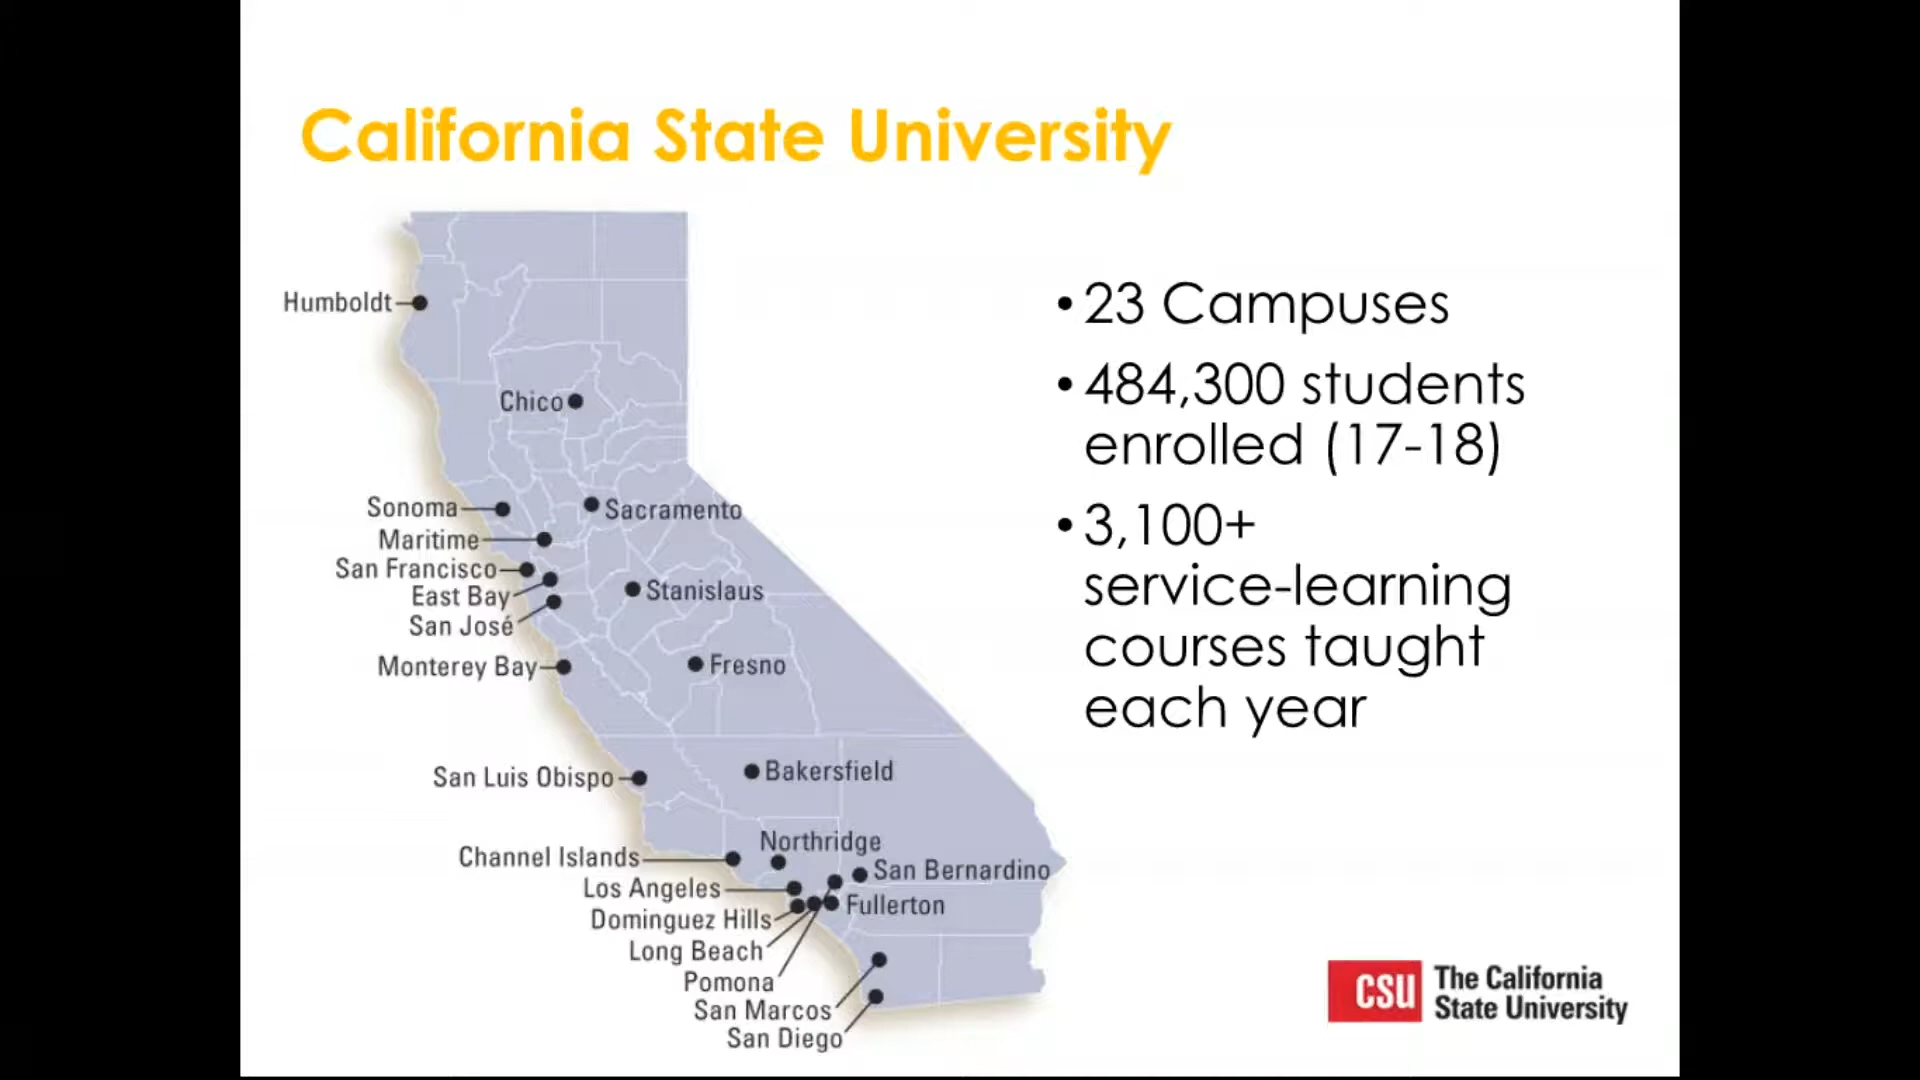 California State University
Humboldt
Chico
Sonoma
Sacramento
Maritime
San Francisco
East Bay
Stanislaus
San José
Monterey Bay
Fresno
San Luis Obispo
Bakersfield
Northridge
Channel Islands
San Bernardino
Los Angeles
Fullerton
Dominguez Hills
Long Beach
Pomona
San Marcos
San Diego
•23 Campuses
•484,300 students
enrolled (17-18)
•3,100+
service-learning
courses taught
each year
CSU
The California
State University